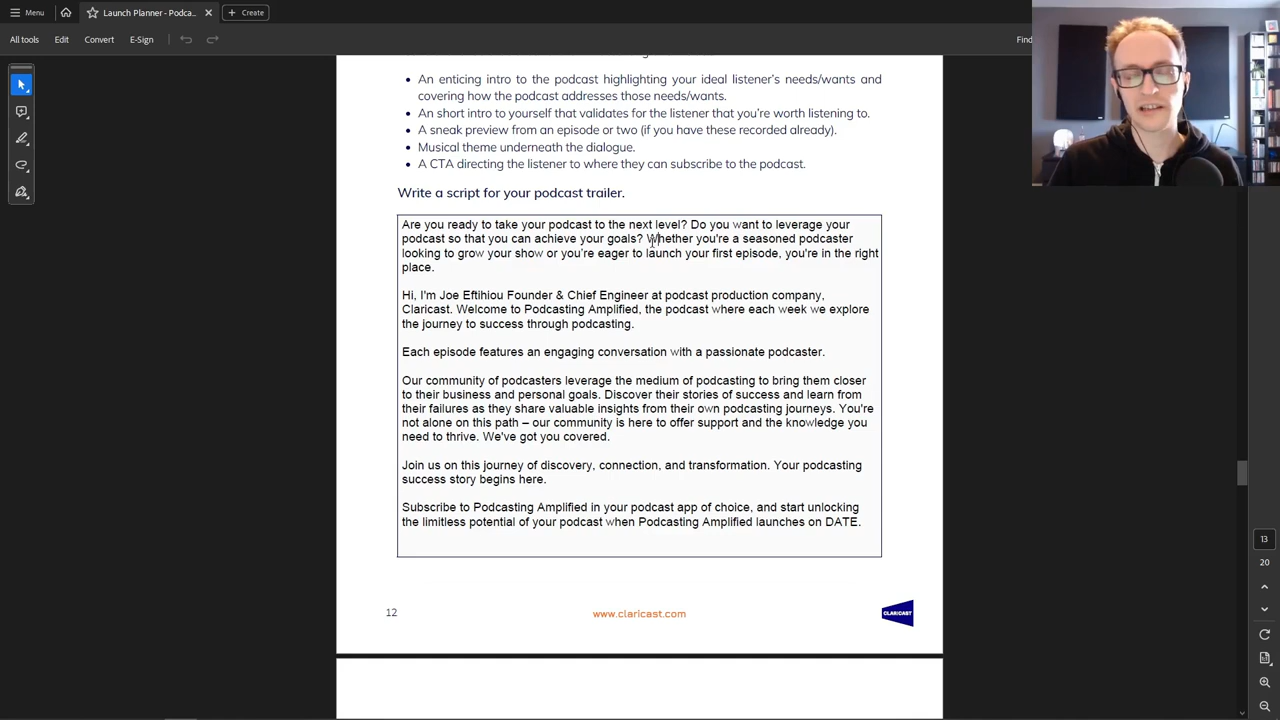 Menu
Launch Planner - Podca...
Create
All tools
Edit
Convert
E-Sign
Find
• An enticing intro to the podcast highlighting your ideal listener's needs/wants and
covering how the podcast addresses those needs/wants.
• An short intro to yourself that validates for the listener that you're worth listening to.
• A sneak preview from an episode or two (if you have these recorded already).
• Musical theme underneath the dialogue.
• A CTA directing the listener to where they can subscribe to the podcast.
Write a script for your podcast trailer.
Are you ready to take your podcast to the next level? Do you want to leverage your
podcast so that you can achieve your goals? Whether you're a seasoned podcaster
looking to grow your show or you're eager to launch your first episode, you're in the right
place.
Hi, I'm Joe Eftihiou Founder & Chief Engineer at podcast production company,
Claricast. Welcome to Podcasting Amplified, the podcast where each week we explore
the journey to success through podcasting.
Each episode features an engaging conversation with a passionate podcaster.
Our community of podcasters leverage the medium of podcasting to bring them closer
to their business and personal goals. Discover their stories of success and learn from
their failures as they share valuable insights from their own podcasting journeys. You're
not alone on this path – our community is here to offer support and the knowledge you
need to thrive. We've got you covered.
Join us on this journey of discovery, connection, and transformation. Your podcasting
success story begins here.
Subscribe to Podcasting Amplified in your podcast app of choice, and start unlocking
the limitless potential of your podcast when Podcasting Amplified launches on DATE.
12
www.claricast.com
CLARICAST
13
20